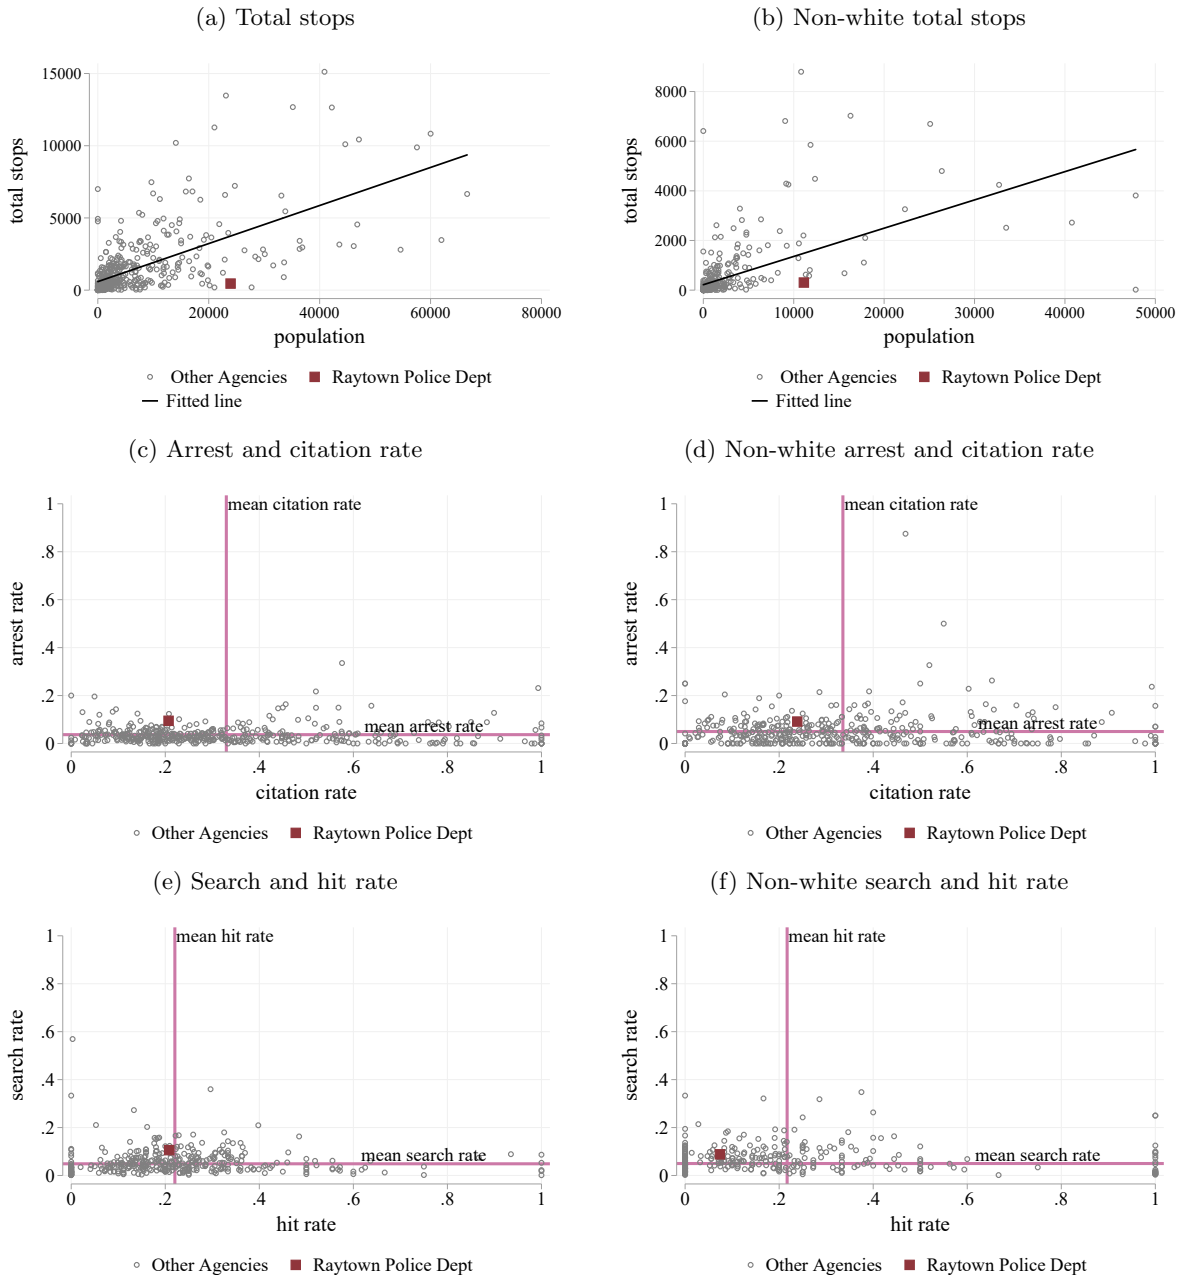 (a) Total stops
(b) Non-white total stops
15000
10000
5000
0
total stops
0 20000 40000 60000 80000
population
Other Agencies Raytown Police Dept
Fitted line
8000
6000
4000
2000
0
total stops
0 10000 20000 30000 40000 50000
population
Other Agencies Raytown Police Dept
Fitted line
(c) Arrest and citation rate
(d) Non-white arrest and citation rate
1
.8
.6
.4
.2
0
arrest rate
mean citation rate
mean arrest rate
0 .2 .4 .6 .8 1
citation rate
Other Agencies Raytown Police Dept
1
.8
.6
.4
.2
0
arrest rate
mean citation rate
mean arrest rate
0 .2 .4 .6 .8 1
citation rate
Other Agencies Raytown Police Dept
(e) Search and hit rate
(f) Non-white search and hit rate
1
.8
.6
.4
.2
0
search rate
mean hit rate
mean search rate
0 .2 .4 .6 .8 1
hit rate
Other Agencies Raytown Police Dept
1
.8
.6
.4
.2
0
search rate
mean hit rate
mean search rate
0 .2 .4 .6 .8 1
hit rate
Other Agencies Raytown Police Dept